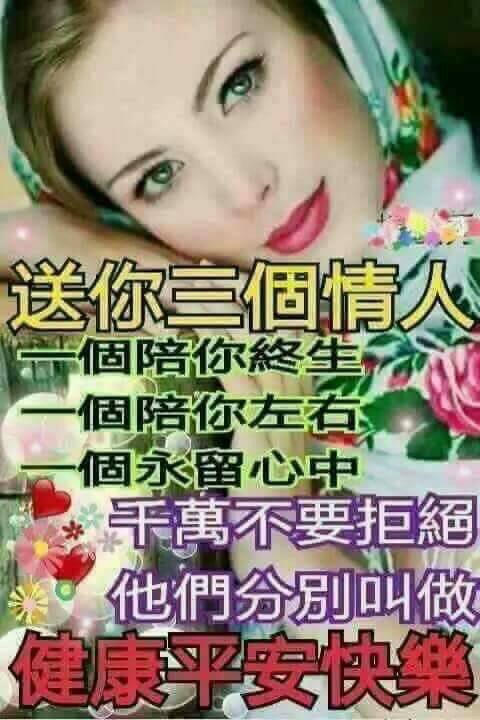 送你三個情人
一個陪你終生
一個陪你左右
一個永留心中
千萬不要拒絕
他們分別叫做
健康平安快樂